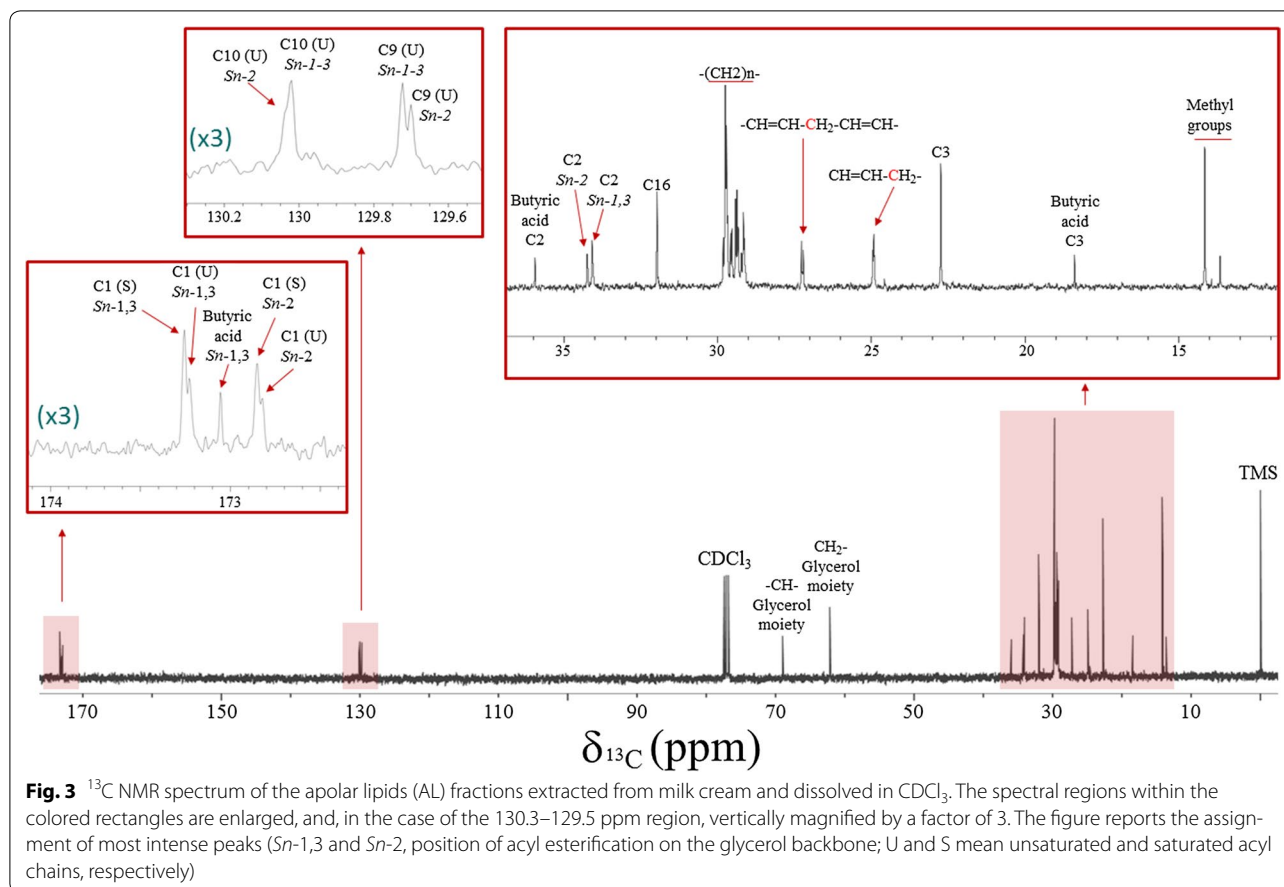 C10 (U)
Sn-2
C10 (U)
Sn-1-3
C9 (U)
Sn-1-3
C9 (U)
Sn-2
(x3)
130.2
130
129.8
129.6
-(CH2)n-
-CH=CH-CH₂-CH=CH-
CH=CH-CH₂-
Methyl
groups
C3
C2
Sn-2
C2
Sn-1,3
C16
Butyric
acid
C2
Butyric
acid
C3
35
30
25
20
15
C1 (S)
Sn-1,3
C1 (U)
Sn-1,3
Butyric
acid
Sn-1,3
C1 (S)
Sn-2
C1 (U)
Sn-2
(x3)
174
173
CDCl₃
-CH-
Glycerol
moiety
CH₂-
Glycerol
moiety
TMS
170
150
130
110
90
70
50
30
10
δ ¹³C (ppm)
Fig. 3 ¹³C NMR spectrum of the apolar lipids (AL) fractions extracted from milk cream and dissolved in CDCl₃. The spectral regions within the
colored rectangles are enlarged, and, in the case of the 130.3–129.5 ppm region, vertically magnified by a factor of 3. The figure reports the assign-
ment of most intense peaks (Sn-1,3 and Sn-2, position of acyl esterification on the glycerol backbone; U and S mean unsaturated and saturated acyl
chains, respectively)